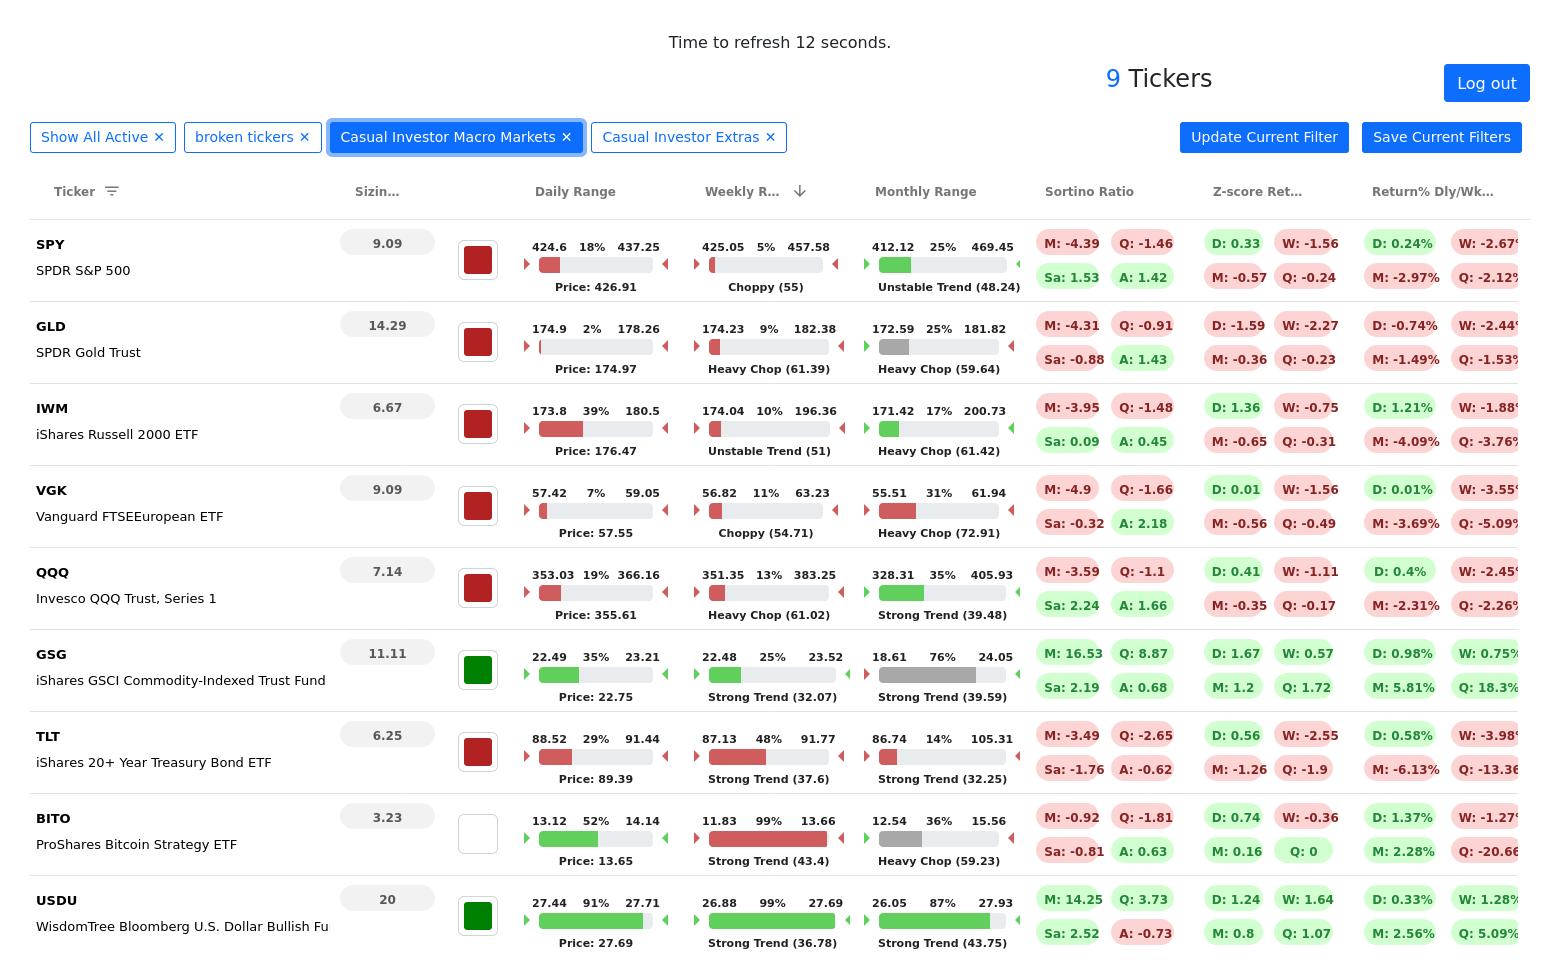 Time to refresh 12 seconds.
9 Tickers
Log out
Show All Active ✕ broken tickers ✕ Casual Investor Macro Markets ✕ Casual Investor Extras ✕ Update Current Filter Save Current Filters
Ticker Sizin... Daily Range Weekly R... Monthly Range Sortino Ratio Z-score Ret... Return% Dly/Wk...
SPY 9.09 424.6 18% 437.25 425.05 5% 457.58 412.12 25% 469.45 M: -4.39 Q: -1.46 D: 0.33 W: -1.56 D: 0.24% W: -2.67%
SPDR S&P 500 Price: 426.91 Choppy (55) Unstable Trend (48.24) Sa: 1.53 A: 1.42 M: -0.57 Q: -0.24 M: -2.97% Q: -2.12%
GLD 14.29 174.9 2% 178.26 174.23 9% 182.38 172.59 25% 181.82 M: -4.31 Q: -0.91 D: -1.59 W: -2.27 D: -0.74% W: -2.44%
SPDR Gold Trust Price: 174.97 Heavy Chop (61.39) Heavy Chop (59.64) Sa: -0.88 A: 1.43 M: -0.36 Q: -0.23 M: -1.49% Q: -1.53%
IWM 6.67 173.8 39% 180.5 174.04 10% 196.36 171.42 17% 200.73 M: -3.95 Q: -1.48 D: 1.36 W: -0.75 D: 1.21% W: -1.88%
iShares Russell 2000 ETF Price: 176.47 Unstable Trend (51) Heavy Chop (61.42) Sa: 0.09 A: 0.45 M: -0.65 Q: -0.31 M: -4.09% Q: -3.76%
VGK 9.09 57.42 7% 59.05 56.82 11% 63.23 55.51 31% 61.94 M: -4.9 Q: -1.66 D: 0.01 W: -1.56 D: 0.01% W: -3.55%
Vanguard FTSEEuropean ETF Price: 57.55 Choppy (54.71) Heavy Chop (72.91) Sa: -0.32 A: 2.18 M: -0.56 Q: -0.49 M: -3.69% Q: -5.09%
QQQ 7.14 353.03 19% 366.16 351.35 13% 383.25 328.31 35% 405.93 M: -3.59 Q: -1.1 D: 0.41 W: -1.11 D: 0.4% W: -2.45%
Invesco QQQ Trust, Series 1 Price: 355.61 Heavy Chop (61.02) Strong Trend (39.48) Sa: 2.24 A: 1.66 M: -0.35 Q: -0.17 M: -2.31% Q: -2.26%
GSG 11.11 22.49 35% 23.21 22.48 25% 23.52 18.61 76% 24.05 M: 16.53 Q: 8.87 D: 1.67 W: 0.57 D: 0.98% W: 0.75%
iShares GSCI Commodity-Indexed Trust Fund Price: 22.75 Strong Trend (32.07) Strong Trend (39.59) Sa: 2.19 A: 0.68 M: 1.2 Q: 1.72 M: 5.81% Q: 18.3%
TLT 6.25 88.52 29% 91.44 87.13 48% 91.77 86.74 14% 105.31 M: -3.49 Q: -2.65 D: 0.56 W: -2.55 D: 0.58% W: -3.98%
iShares 20+ Year Treasury Bond ETF Price: 89.39 Strong Trend (37.6) Strong Trend (32.25) Sa: -1.76 A: -0.62 M: -1.26 Q: -1.9 M: -6.13% Q: -13.36
BITO 3.23 13.12 52% 14.14 11.83 99% 13.66 12.54 36% 15.56 M: -0.92 Q: -1.81 D: 0.74 W: -0.36 D: 1.37% W: -1.27%
ProShares Bitcoin Strategy ETF Price: 13.65 Strong Trend (43.4) Heavy Chop (59.23) Sa: -0.81 A: 0.63 M: 0.16 Q: 0 M: 2.28% Q: -20.66
USDU 20 27.44 91% 27.71 26.88 99% 27.69 26.05 87% 27.93 M: 14.25 Q: 3.73 D: 1.24 W: 1.64 D: 0.33% W: 1.28%
WisdomTree Bloomberg U.S. Dollar Bullish Fu Price: 27.69 Strong Trend (36.78) Strong Trend (43.75) Sa: 2.52 A: -0.73 M: 0.8 Q: 1.07 M: 2.56% Q: 5.09%